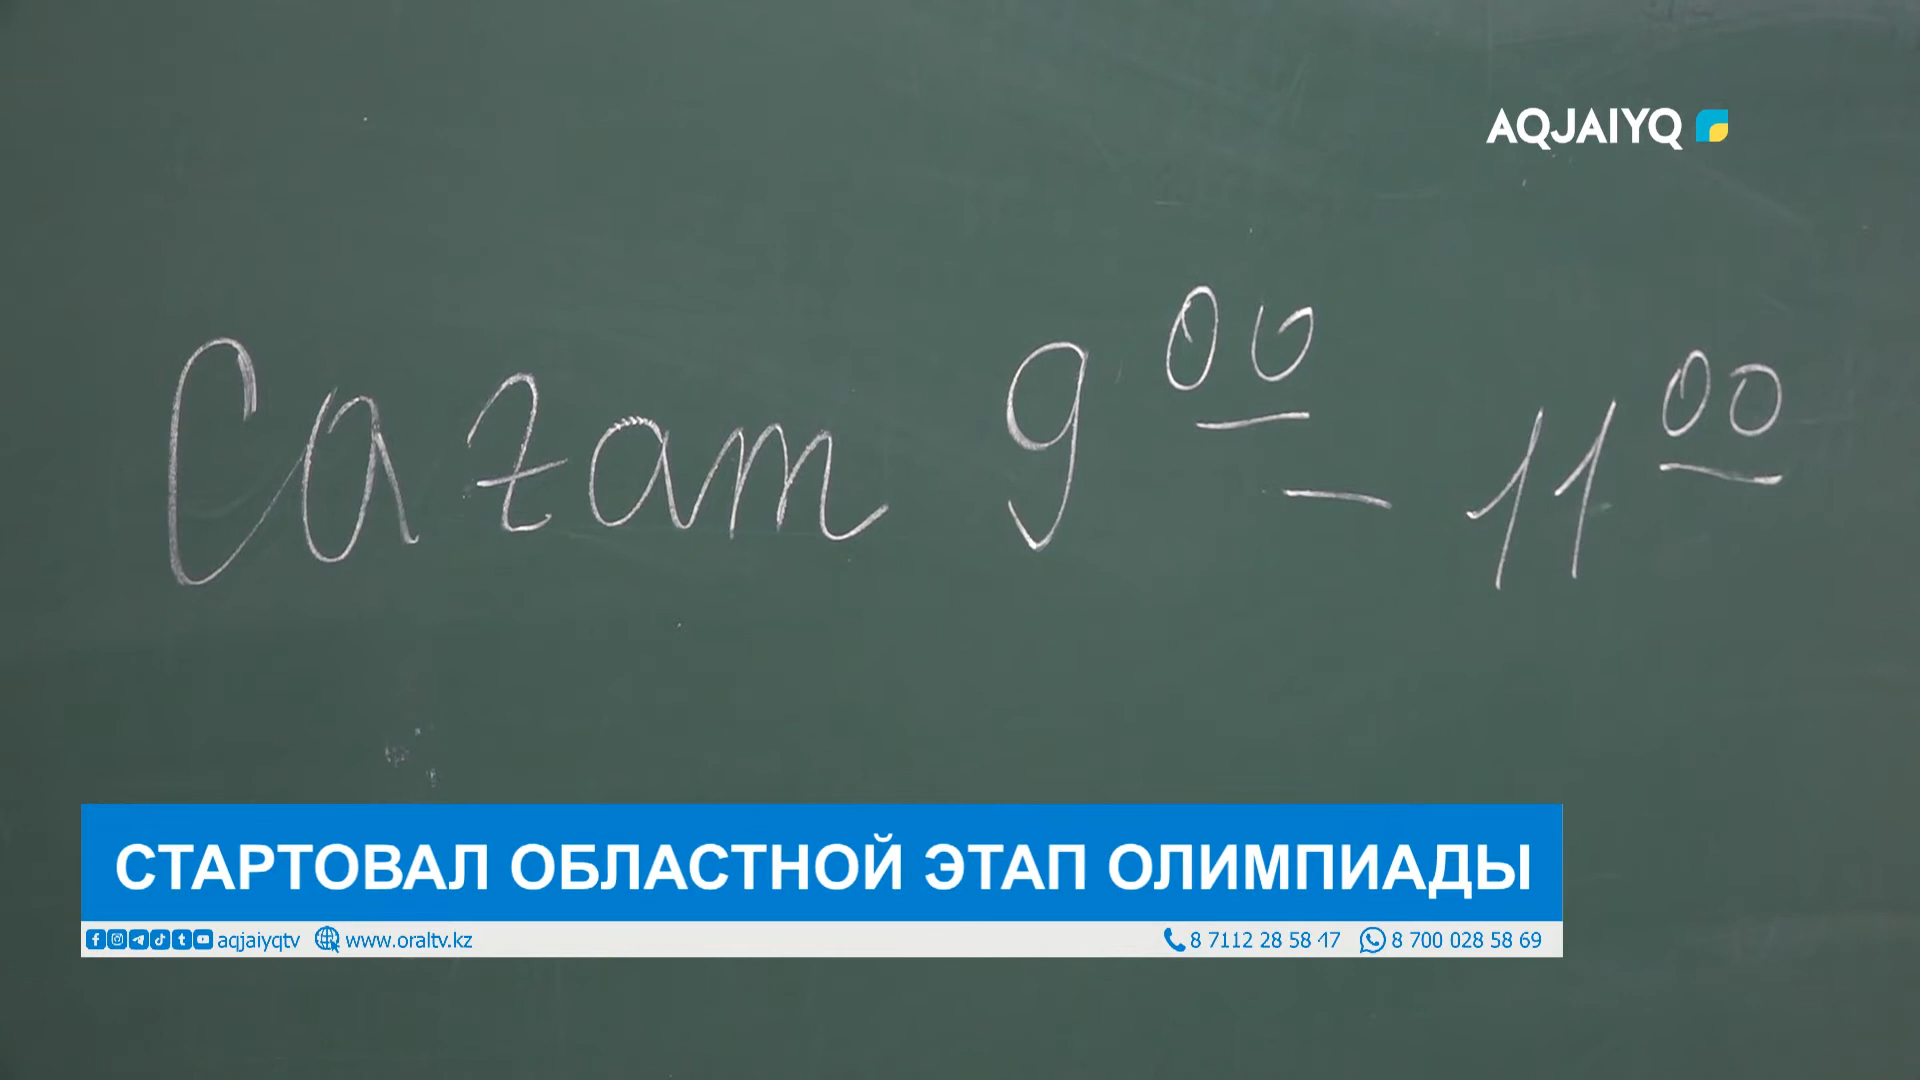 AQJAIYQ
Сағат 9⁰⁰ – 11⁰⁰
СТАРТОВАЛ ОБЛАСТНОЙ ЭТАП ОЛИМПИАДЫ
aqjaiyqtv www.oraltv.kz 8 7112 28 58 47 8 700 028 58 69